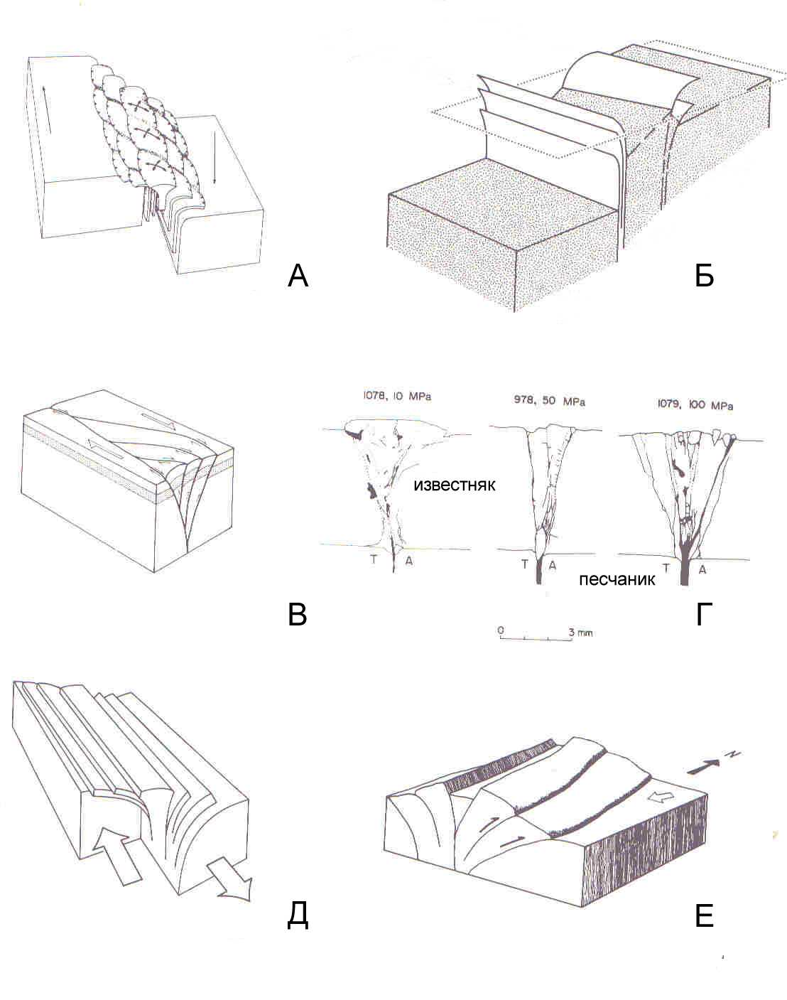 А
Б
1078, 10 MPa
978, 50 MPa
1079, 100 MPa
известняк
T A
T A
T A
песчаник
В
Г
0 3 mm
N
Д
Е